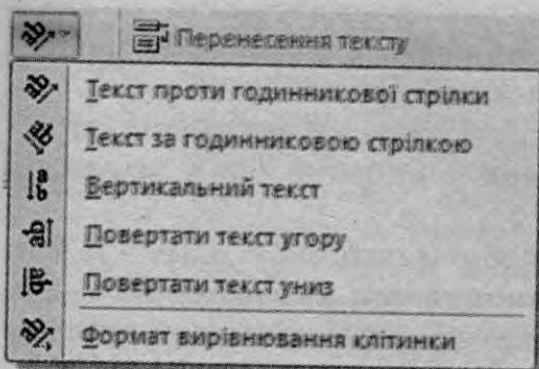 Перенесення тексту
Текст проти годинникової стрілки
Текст за годинниковою стрілкою
Вертикальний текст
Повертати текст угору
Повертати текст униз
Формат вирівнювання клітинки